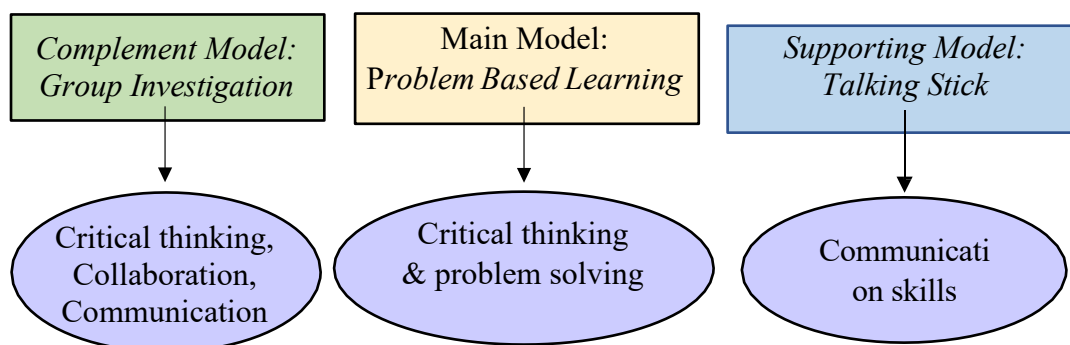 Complement Model:
Group Investigation
Main Model:
Problem Based Learning
Supporting Model:
Talking Stick
Critical thinking,
Collaboration,
Communication
Critical thinking
& problem solving
Communicati
on skills